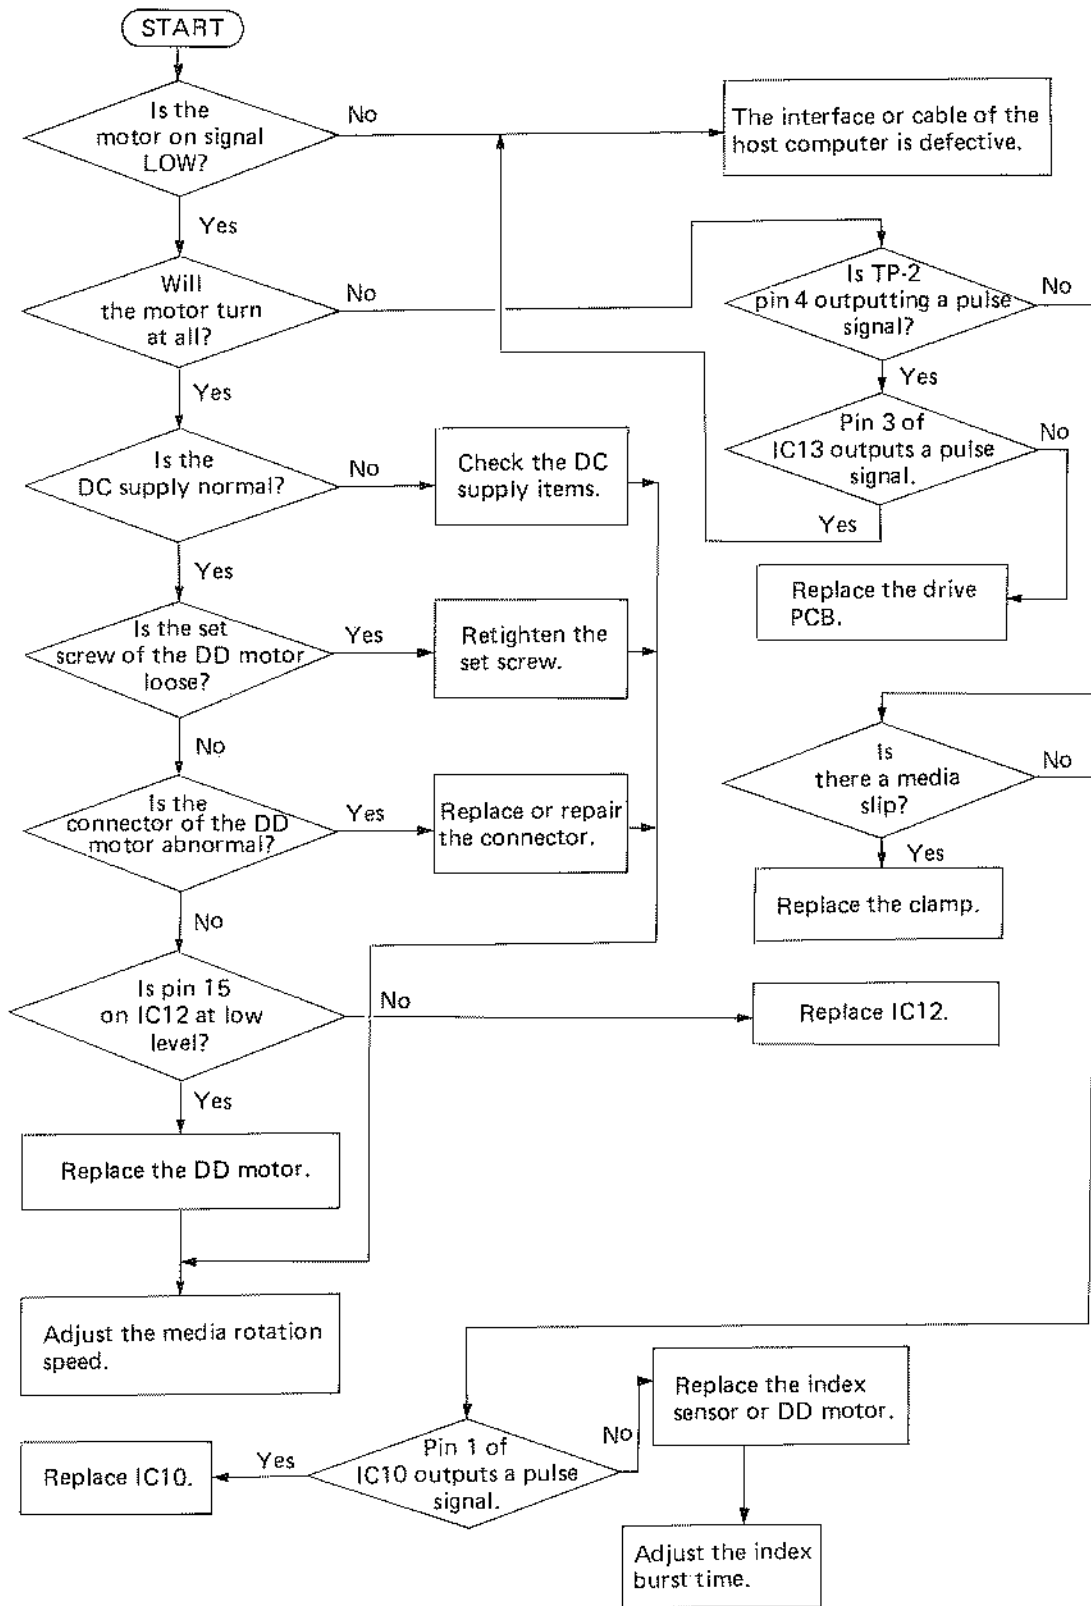 START
Is the
motor on signal
LOW?
No
The interface or cable of the
host computer is defective.
Yes
Will
the motor turn
at all?
No
Is TP-2
pin 4 outputting a pulse
signal?
No
Yes
Yes
Pin 3 of
IC13 outputs a pulse
signal.
No
Yes
Is the
DC supply normal?
No
Check the DC
supply items.
Replace the drive
PCB.
Yes
Is the set
screw of the DD motor
loose?
Yes
Retighten the
set screw.
No
Is
there a media
slip?
No
Yes
Replace the clamp.
Is the
connector of the DD
motor abnormal?
Yes
Replace or repair
the connector.
No
Is pin 15
on IC12 at low
level?
No
Replace IC12.
Yes
Replace the DD motor.
Adjust the media rotation
speed.
Pin 1 of
IC10 outputs a pulse
signal.
Yes
Replace IC10.
No
Replace the index
sensor or DD motor.
Adjust the index
burst time.